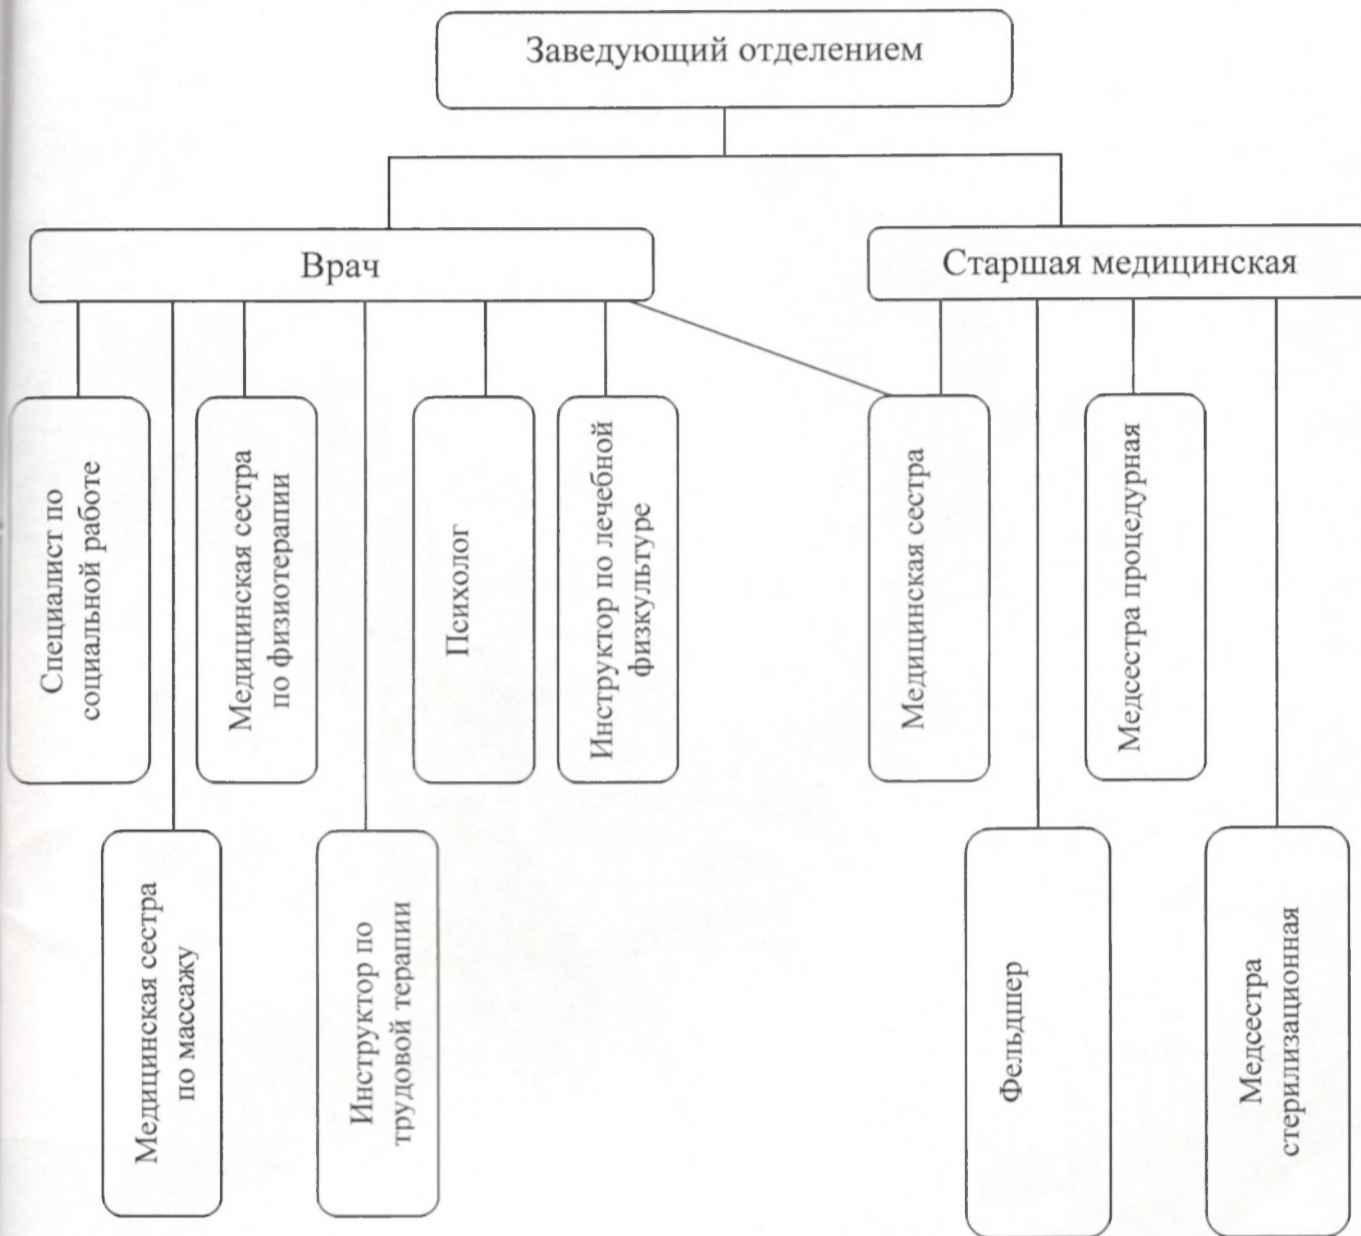 Заведующий отделением
Врач
Старшая медицинская
Специалист по
социальной работе
Медицинская сестра
по физиотерапии
Психолог
Инструктор по лечебной
физкультуре
Медицинская сестра
Медсестра процедурная
Медицинская сестра
по массажу
Инструктор по
трудовой терапии
Фельдшер
Медсестра
стерилизационная